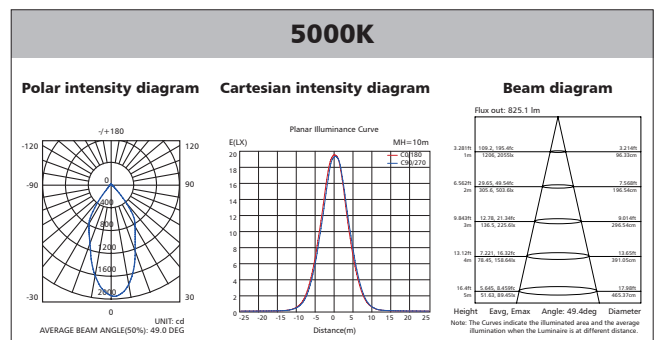 5000K
Polar intensity diagram
Cartesian intensity diagram
Beam diagram
-/+180
-120
120
-90
90
-30
30
0
0
400
800
1200
1600
2000
UNIT: cd
AVERAGE BEAM ANGLE(50%): 49.0 DEG
Planar Illuminance Curve
E(LX)
MH=10m
C0/180
C90/270
20
18
16
14
12
10
8
6
4
2
0
-25 -20 -15 -10 -5 0 5 10 15 20 25
Distance(m)
Flux out: 825.1 lm
3.281ft 109.2, 195.4fc 3.214ft
1m 1206, 2055lx 96.33cm
6.562ft 29.65, 49.54fc 7.568ft
2m 305.6, 503.6lx 196.54cm
9.843ft 12.78, 21.34fc 9.014ft
3m 136.5, 225.6lx 296.54cm
13.12ft 7.221, 16.32fc 13.65ft
4m 78.45, 158.64lx 391.05cm
16.4ft 5.645, 8.459fc 17.98ft
5m 51.63, 89.45lx 465.37cm
Height Eavg, Emax Angle: 49.4deg Diameter
Note: The Curves indicate the illuminated area and the average
illumination when the Luminaire is at different distance.